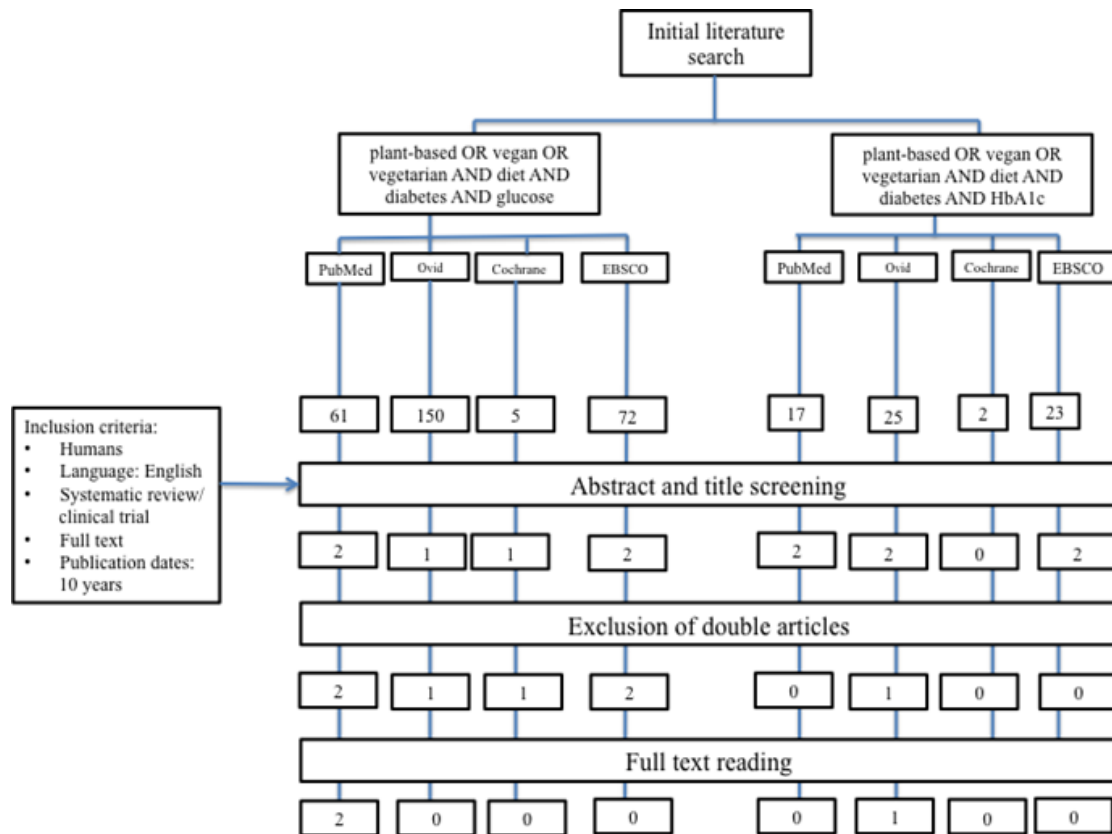 Initial literature
search
plant-based OR vegan OR
vegetarian AND diet AND
diabetes AND glucose
plant-based OR vegan OR
vegetarian AND diet AND
diabetes AND HbA1c
PubMed
Ovid
Cochrane
EBSCO
PubMed
Ovid
Cochrane
EBSCO
61
150
5
72
17
25
2
23
Inclusion criteria:
• Humans
• Language: English
• Systematic review/
clinical trial
• Full text
• Publication dates:
10 years
Abstract and title screening
2
1
1
2
2
2
0
2
Exclusion of double articles
2
1
1
2
0
1
0
0
Full text reading
2
0
0
0
0
1
0
0